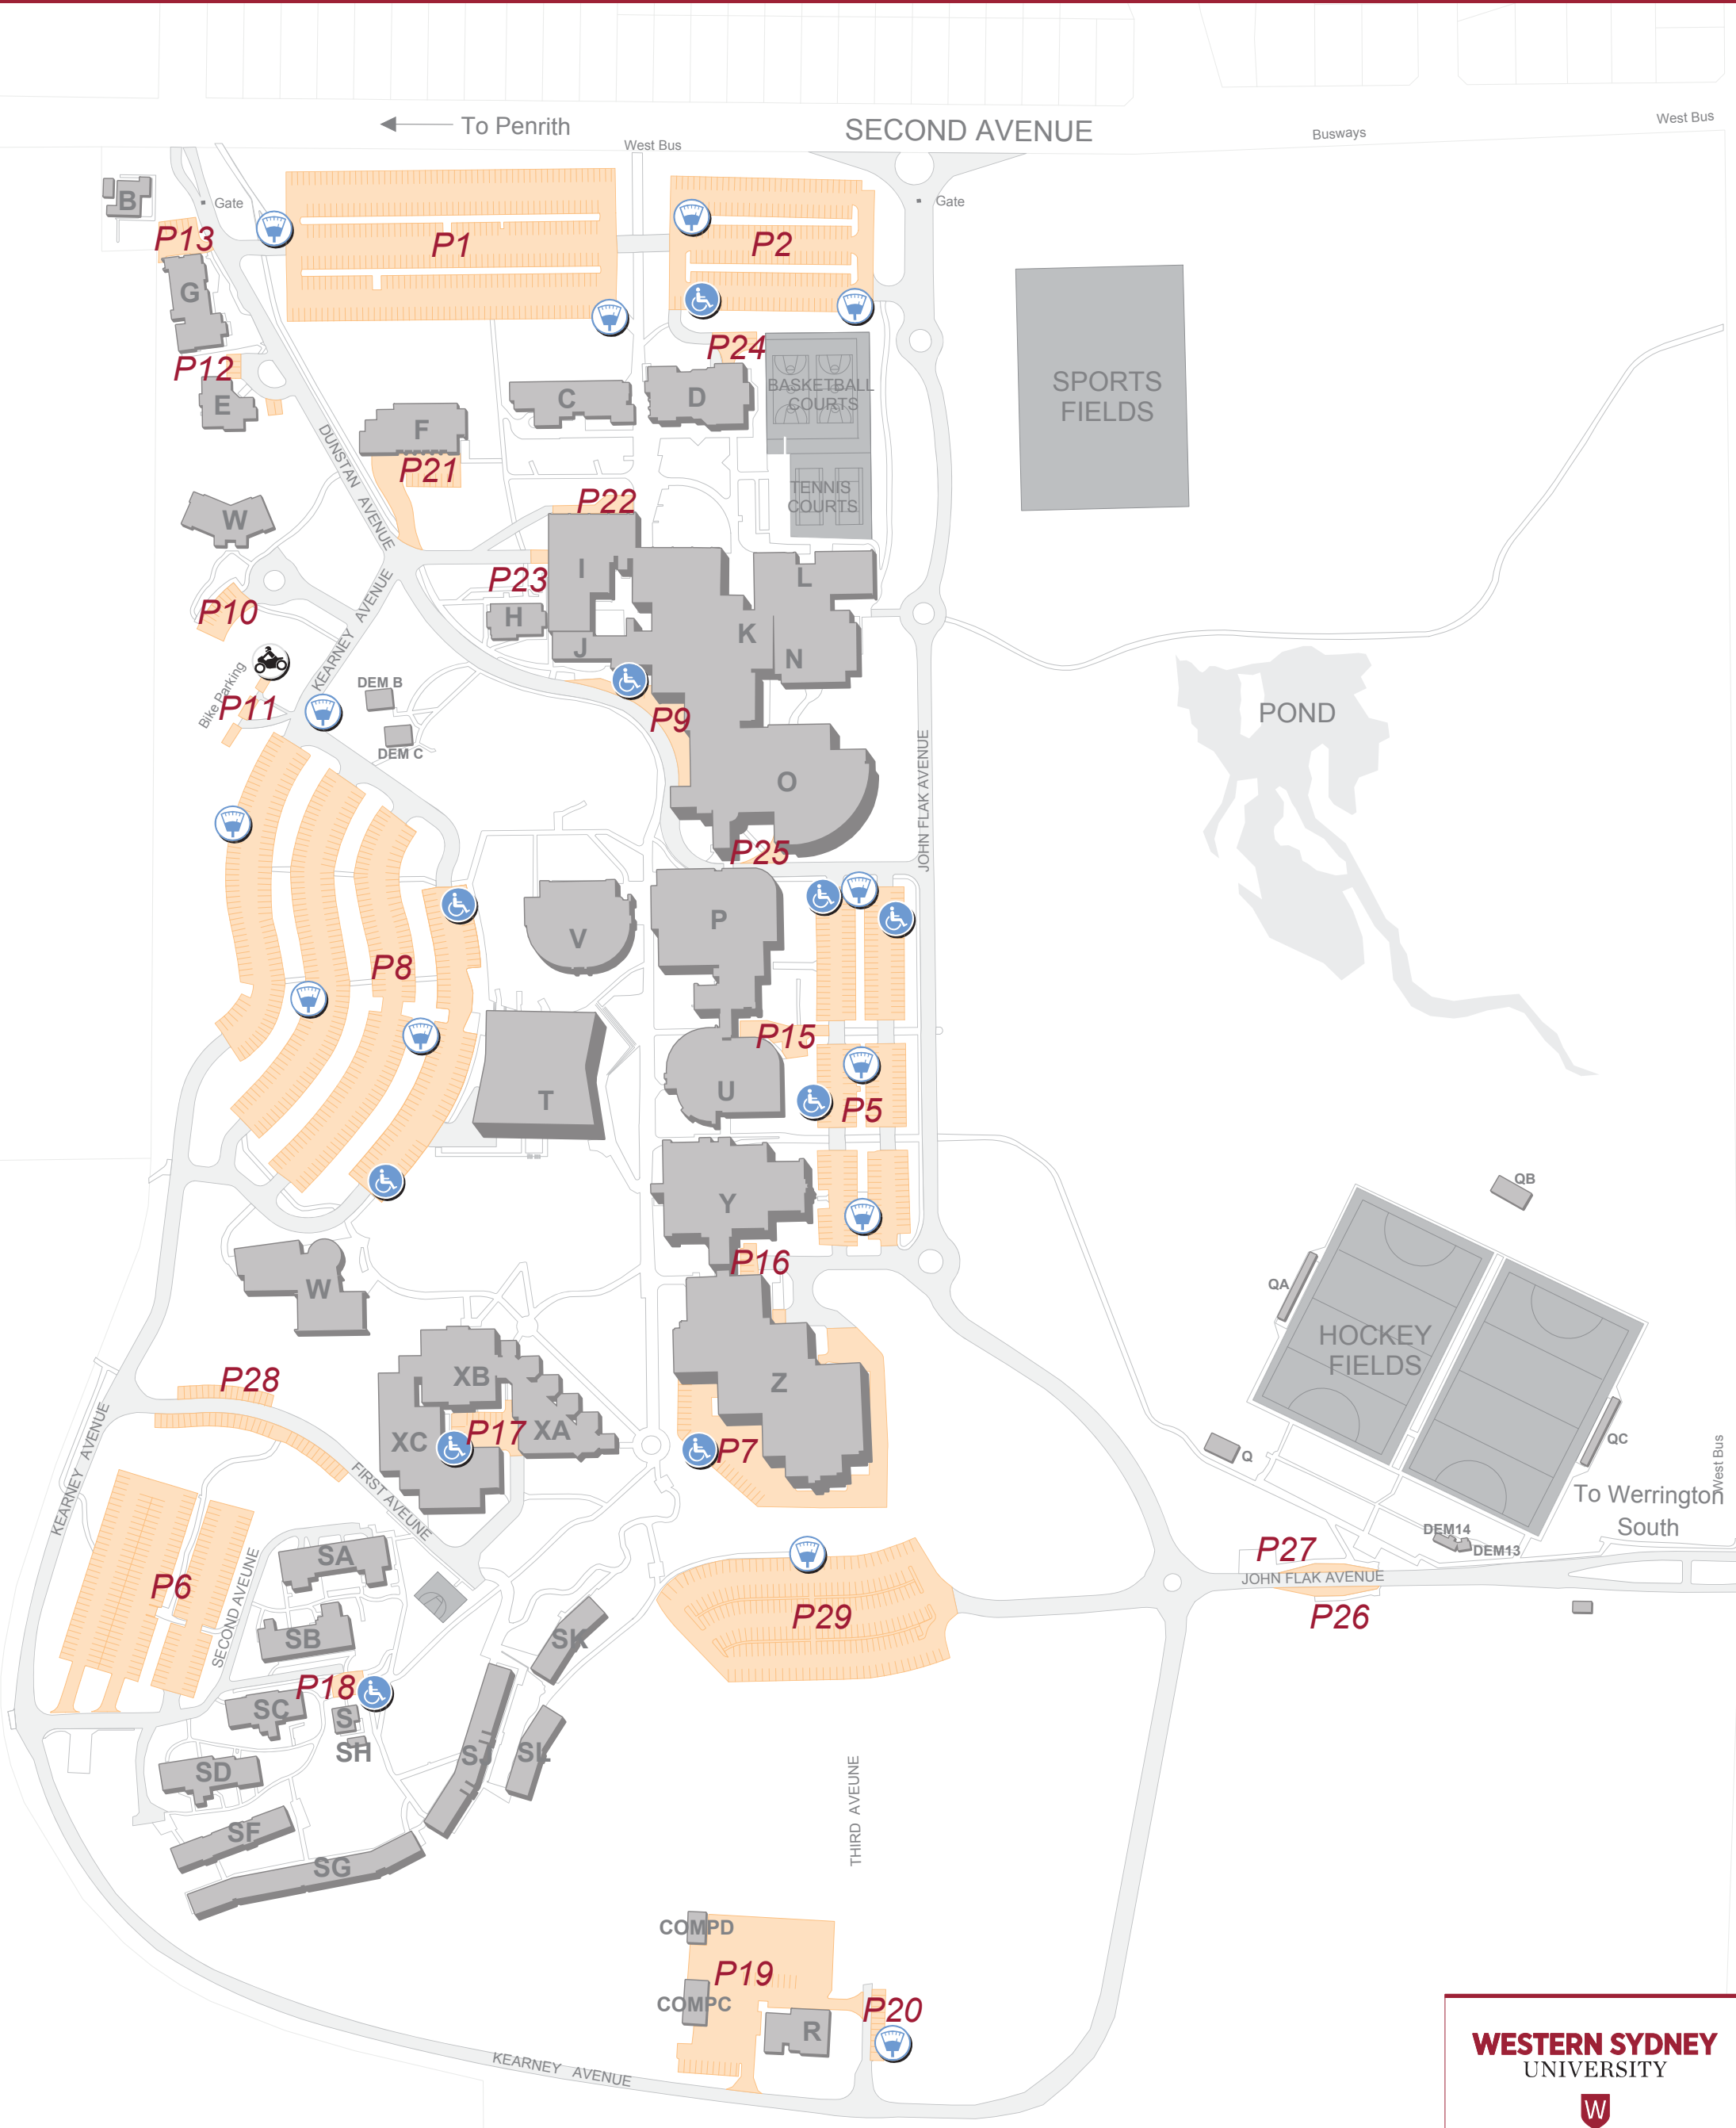 To Penrith
SECOND AVENUE
West Bus
Busways
West Bus
B
Gate
Gate
P13
P1
P2
G
P24
P12
E
C
D
BASKETBALL
COURTS
SPORTS
FIELDS
F
P21
DUNSTAN AVENUE
TENNIS
COURTS
W
P22
I
L
P23
H
J
K
N
P10
KEARNEY AVENUE
Bike Parking
P11
DEM B
DEM C
P9
POND
O
JOHN FLAK AVENUE
P25
P
V
P8
P15
U
T
P5
Y
QB
P16
QA
W
HOCKEY
FIELDS
P28
XB
Z
XC
P17
XA
P7
QC
Q
KEARNEY AVENUE
FIRST AVEUNE
West Bus
To Werrington
South
DEM14
DEM13
P27
JOHN FLAK AVENUE
P26
SA
P6
SECOND AVEUNE
SB
SK
P29
P18
SC
S
SH
SJ
SL
SD
THIRD AVEUNE
SF
SG
COMPD
P19
COMPC
R
P20
KEARNEY AVENUE
WESTERN SYDNEY
UNIVERSITY
W